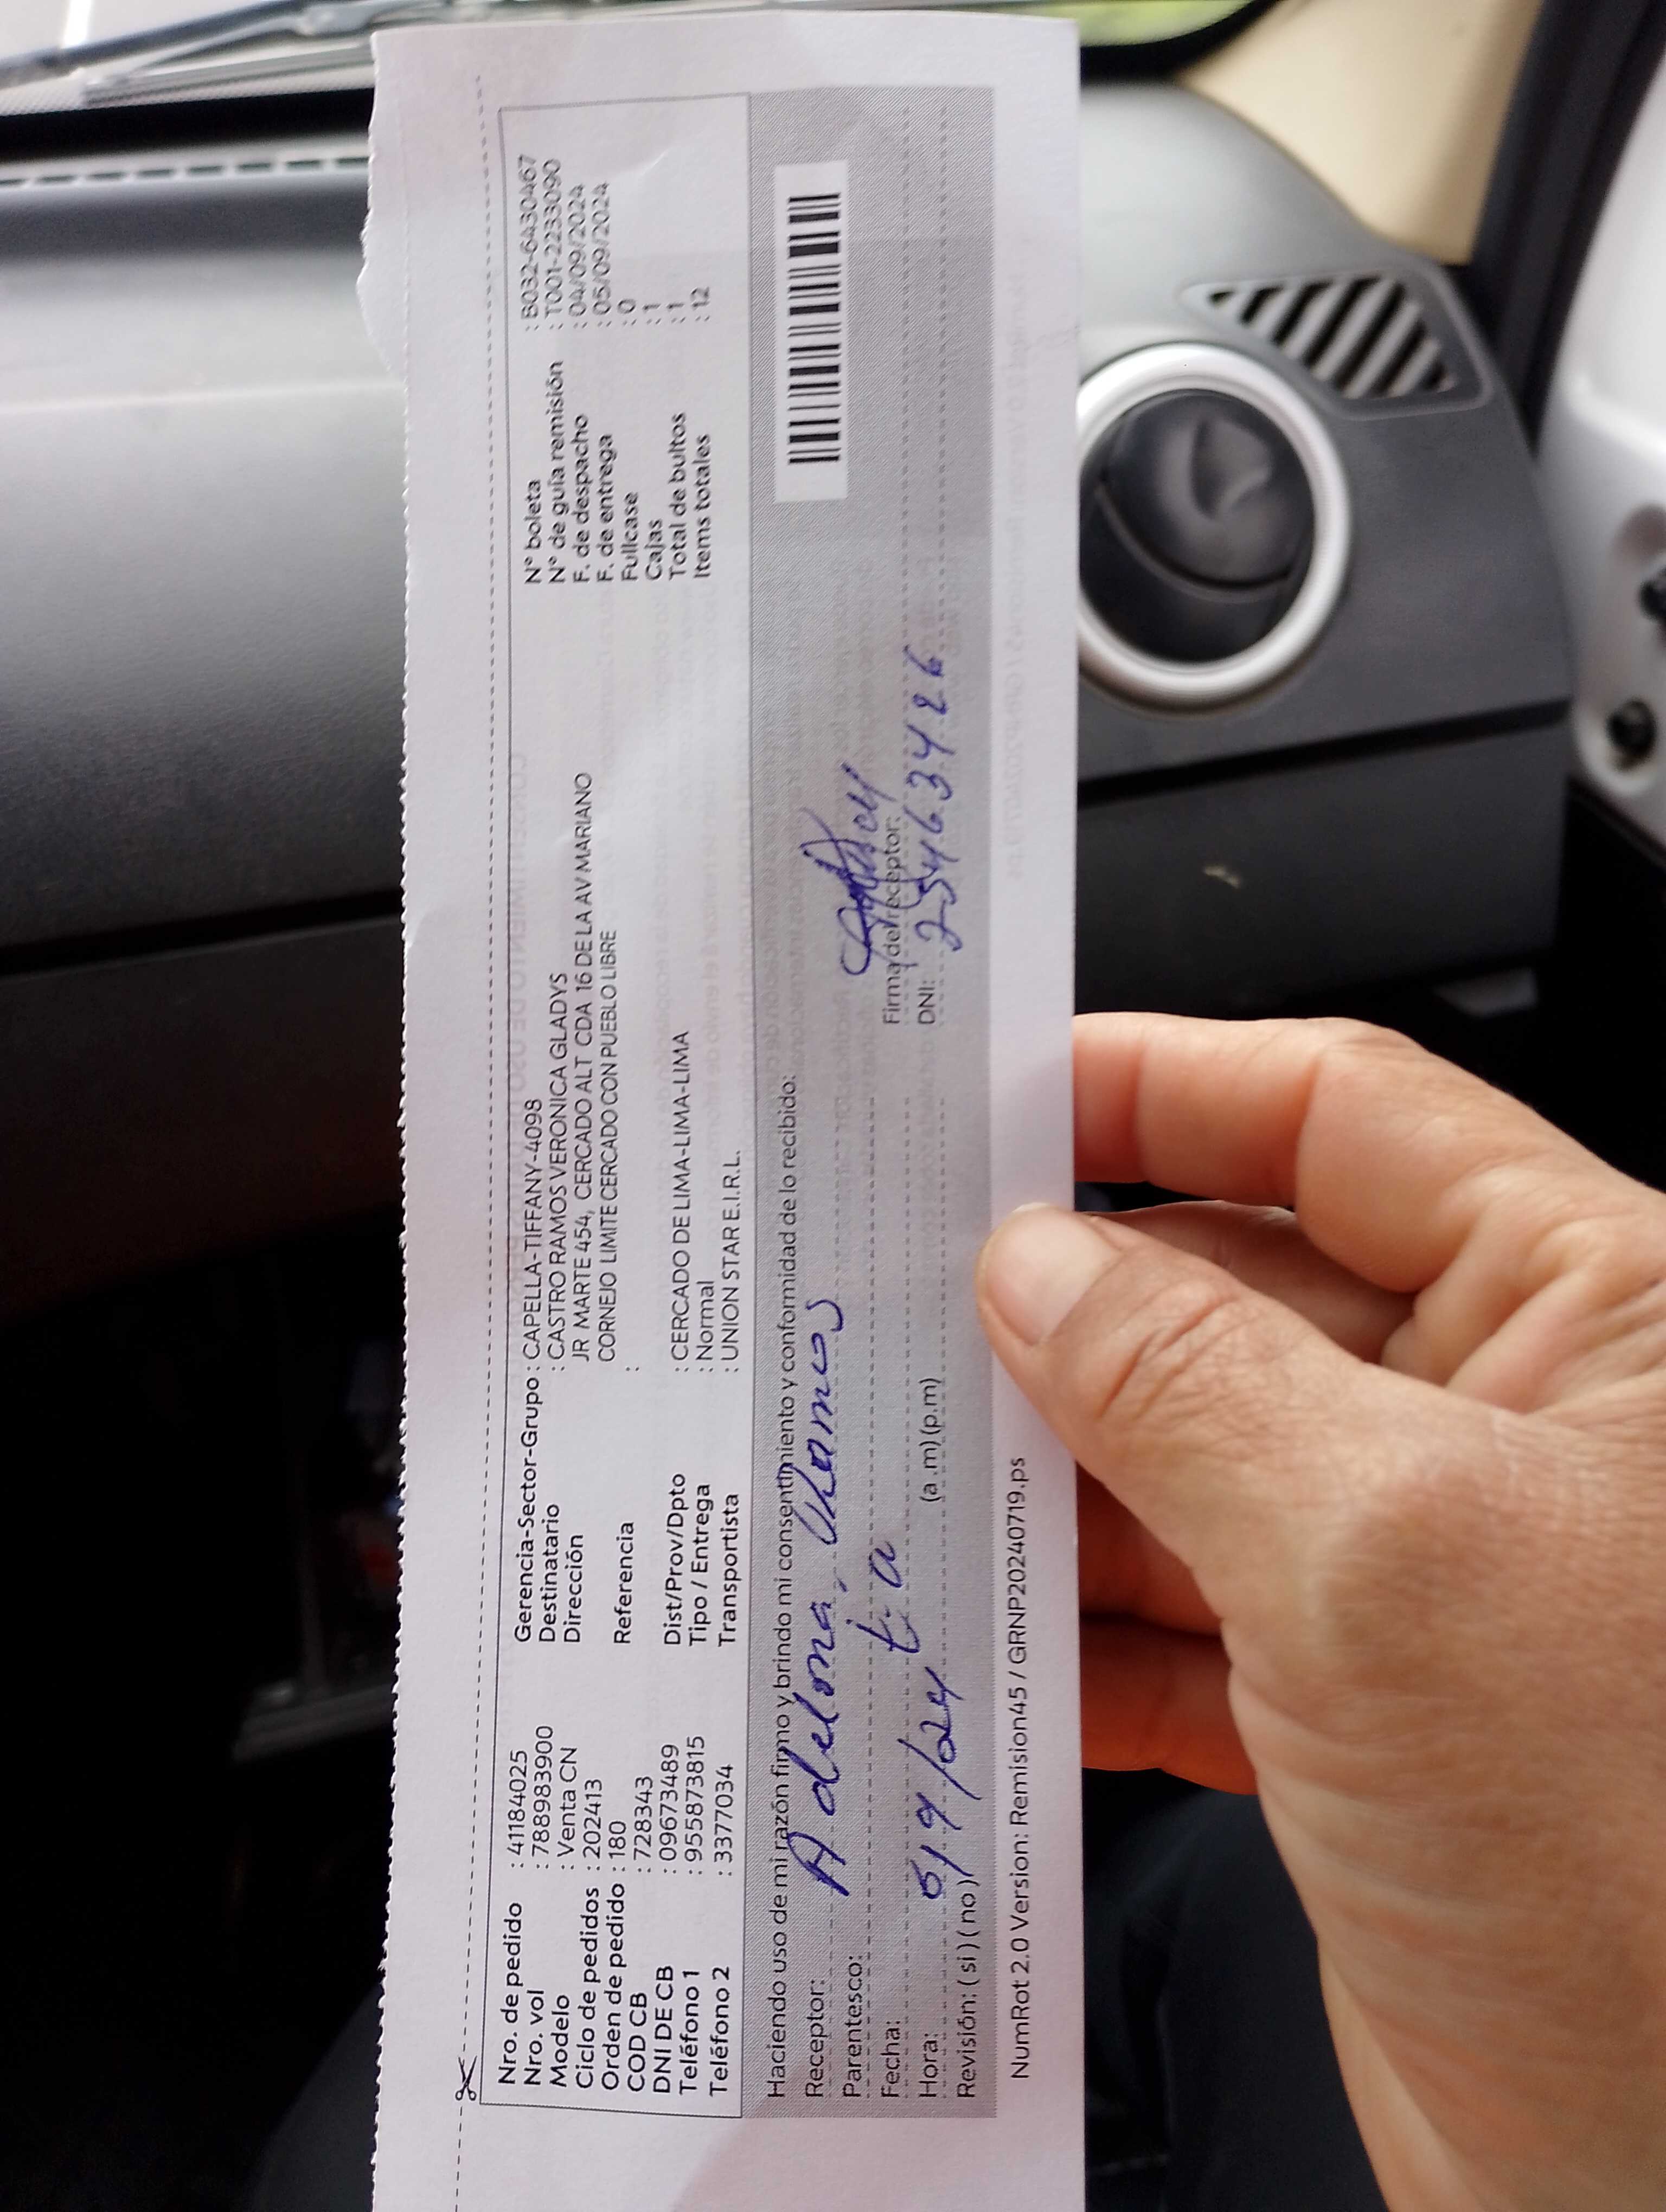 Nro. de pedido : 411844025
Nro. vol : 788983900
Modelo : Venta CN
Ciclo de pedidos : 202413
Orden de pedido : 180
COD CB : 728343
DNI DE CB : 09673489
Teléfono 1 : 955873815
Teléfono 2 : 3377034
Gerencia-Sector-Grupo : CAPELLA-TIFFANY-4098
Destinatario : CASTRO RAMOS VERONICA GLADYS
Dirección JR MARTE 454, CERCADO ALT CDA 16 DE LA AV MARIANO
CORNEJO LIMITE CERCADO CON PUEBLO LIBRE
Referencia :
Dist/Prov/Dpto : CERCADO DE LIMA-LIMA-LIMA
Tipo / Entrega : Normal
Transportista : UNION STAR E.I.R.L.
N° boleta : B032-6430467
N° de guía remisión : T001-2233090
F. de despacho : 04/09/2024
F. de entrega : 05/09/2024
Fullcase : 0
Cajas : 1
Total de bultos : 1
Items totales : 12
Haciendo uso de mi razón firmo y brindo mi consentimiento y conformidad de lo recibido:
Receptor: Adelma Ramos
Parentesco: tia
Fecha: 5/9/24
Firma del receptor:
Hora: (a .m) (p.m)
DNI: 25463426
Revisión: ( si ) ( no )
NumRot 2.0 Version: Remision45 / GRNP20240719.ps